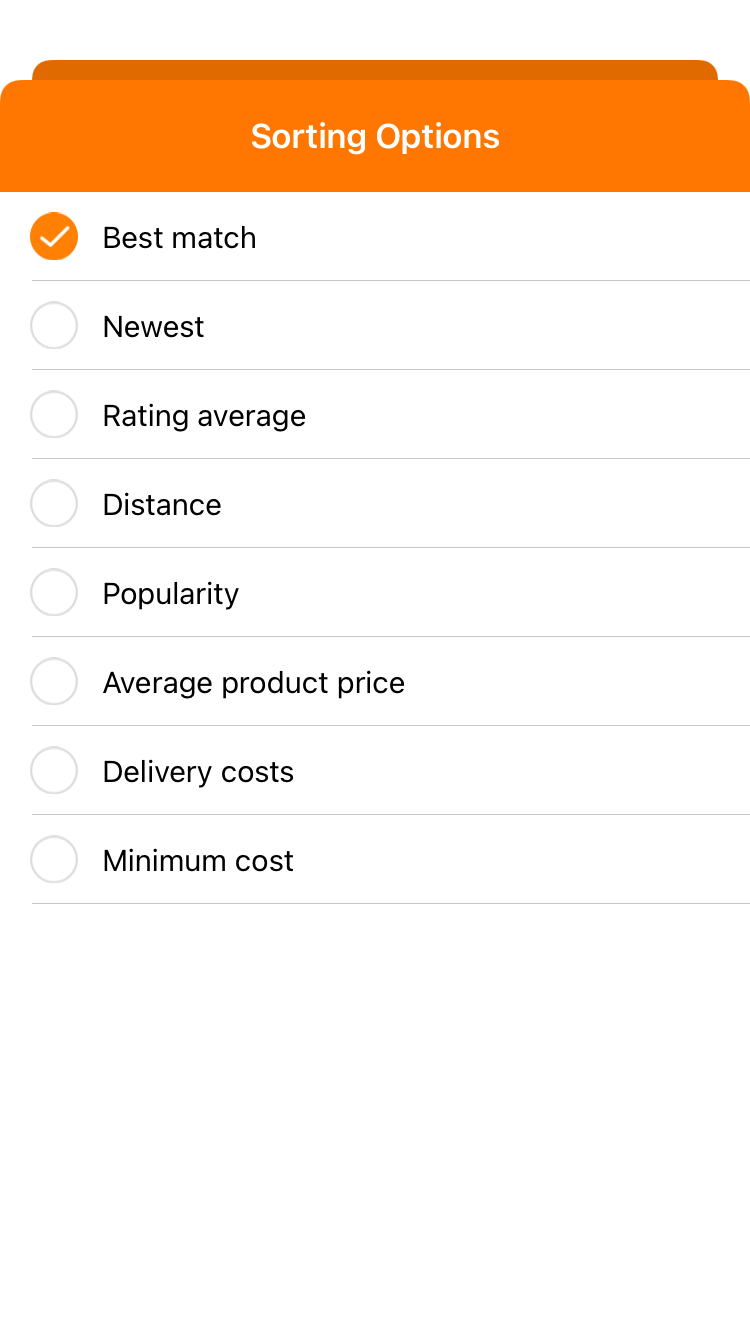 Sorting Options
Best match
Newest
Rating average
Distance
Popularity
Average product price
Delivery costs
Minimum cost